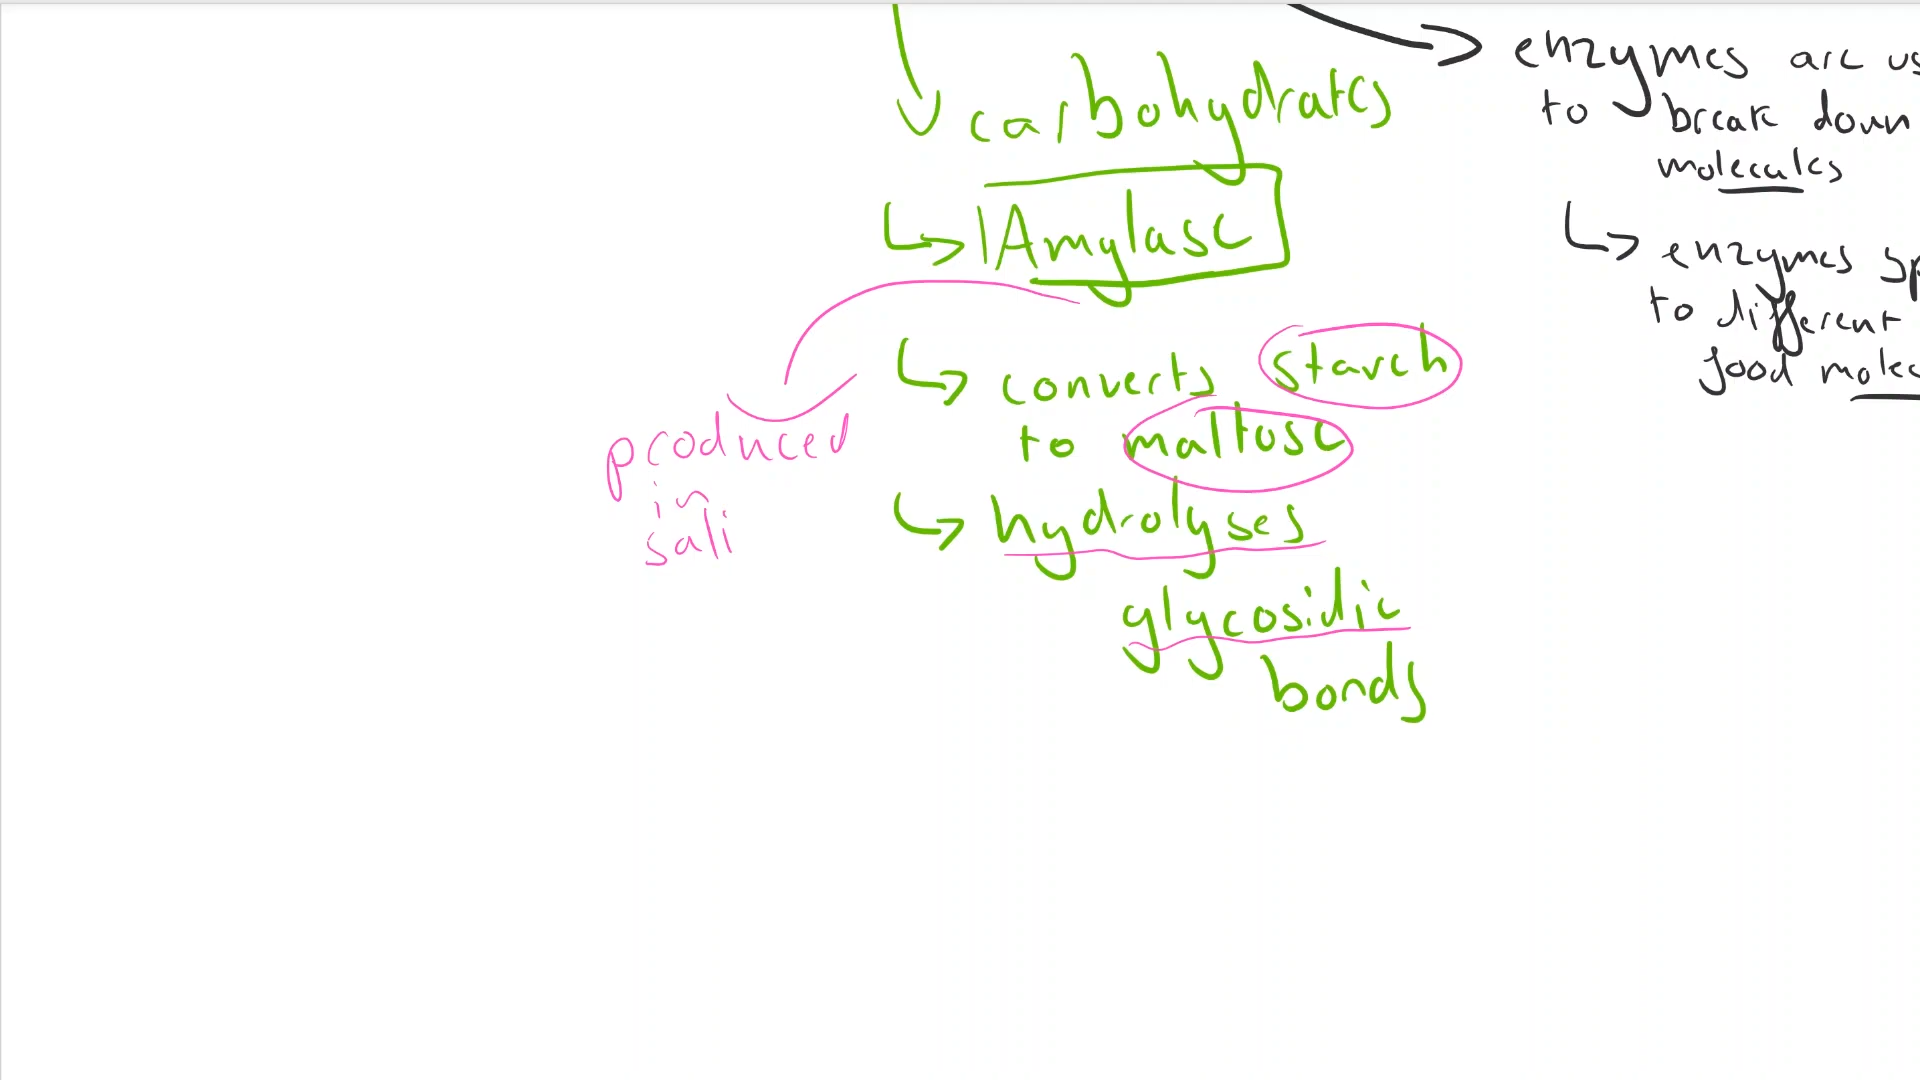 carbohydrates
Amylase
converts starch
to maltose
hydrolyses
glycosidic
bonds
produced
in
sali
enzymes are us
to break down
molecules
enzymes sp
to different
food molec